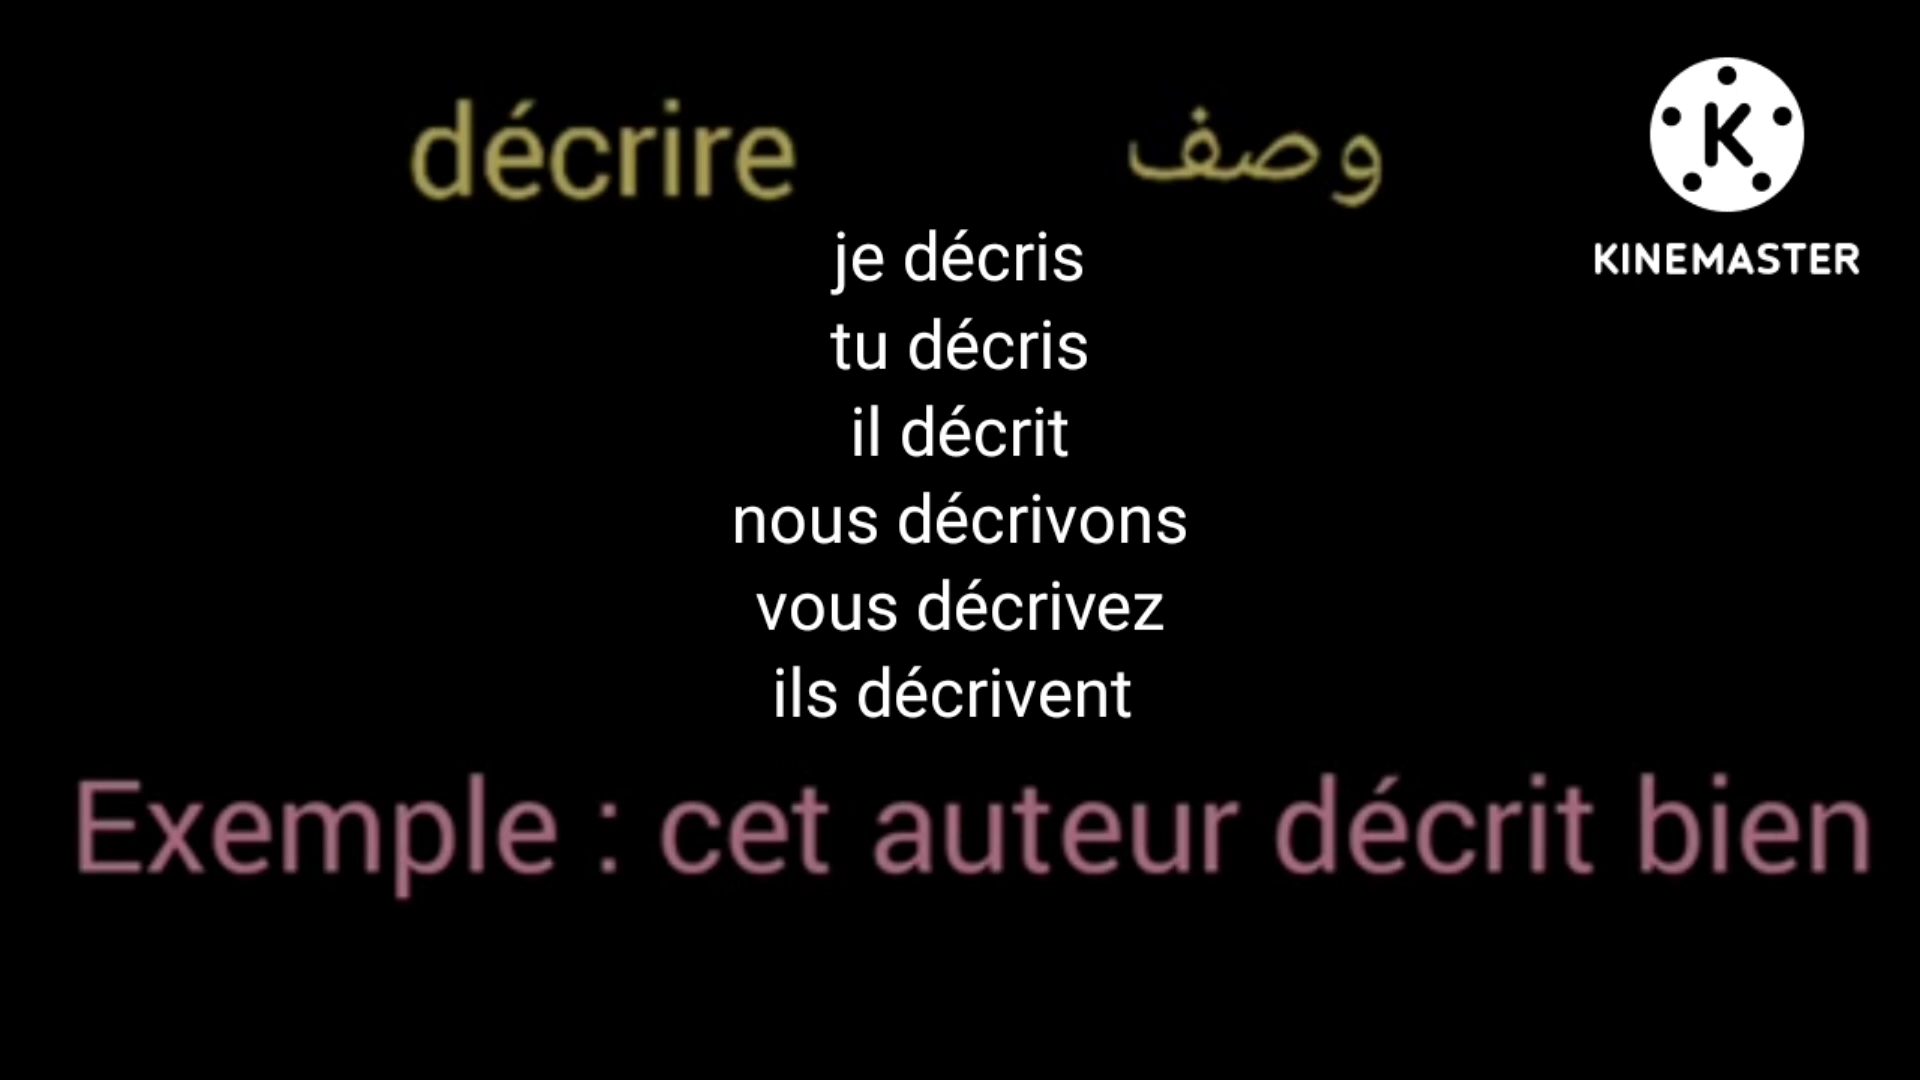 décrire وصف
K
KINEMASTER
je décris
tu décris
il décrit
nous décrivons
vous décrivez
ils décrivent
Exemple : cet auteur décrit bien